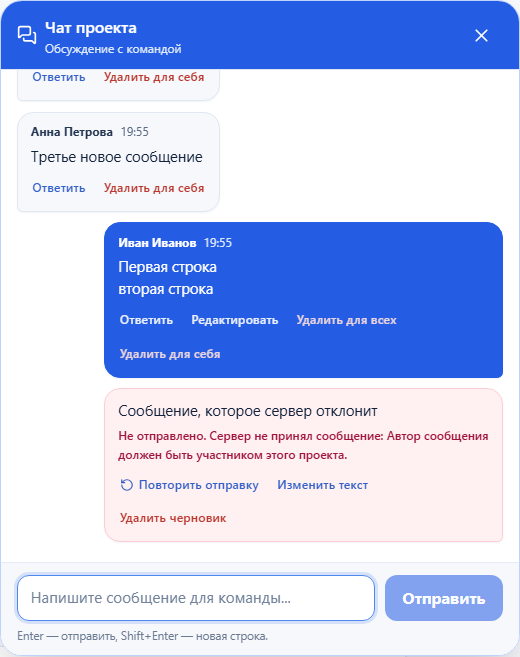 Чат проекта
Обсуждение с командой
Ответить Удалить для себя
Анна Петрова 19:55
Третье новое сообщение
Ответить Удалить для себя
Иван Иванов 19:55
Первая строка
вторая строка
Ответить Редактировать Удалить для всех
Удалить для себя
Сообщение, которое сервер отклонит
Не отправлено. Сервер не принял сообщение: Автор сообщения
должен быть участником этого проекта.
Повторить отправку Изменить текст
Удалить черновик
Напишите сообщение для команды...
Отправить
Enter — отправить, Shift+Enter — новая строка.